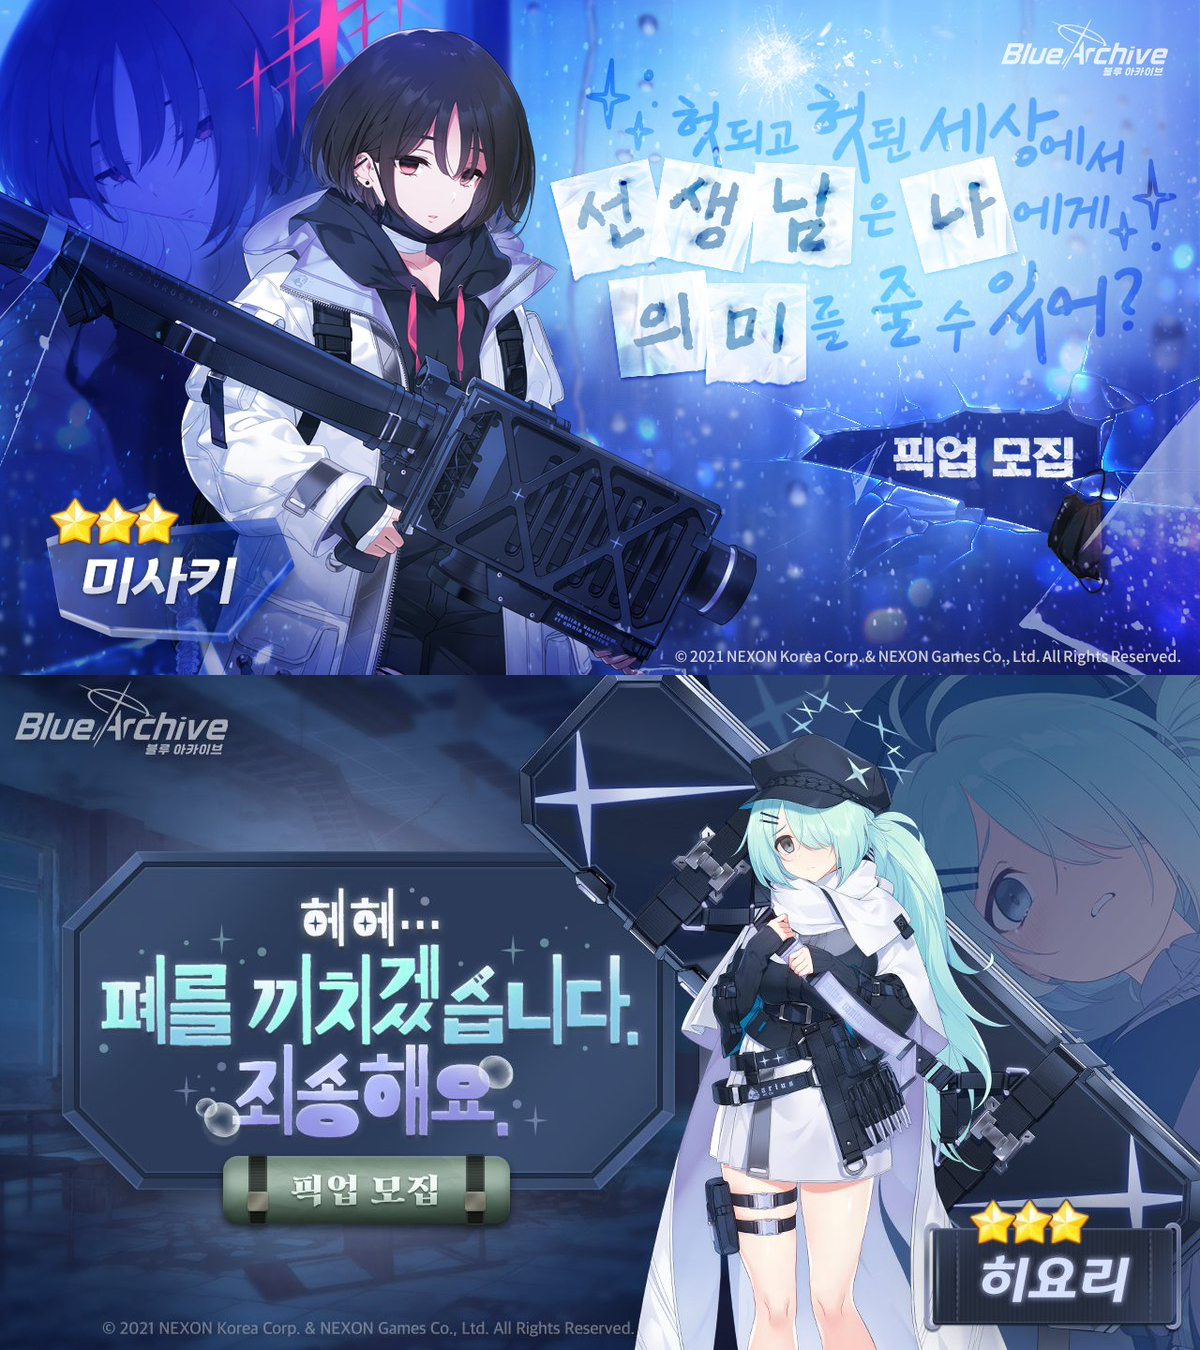 Blue Archive
블루 아카이브
헛되고 헛된 세상에서
선생님은 나에게
의미를 줄 수 있어?
픽업 모집
미사키
© 2021 NEXON Korea Corp. & NEXON Games Co., Ltd. All Rights Reserved.
Blue Archive
블루 아카이브
헤헤...
폐를 끼치겠습니다.
죄송해요.
픽업 모집
arius
히요리
© 2021 NEXON Korea Corp. & NEXON Games Co., Ltd. All Rights Reserved.